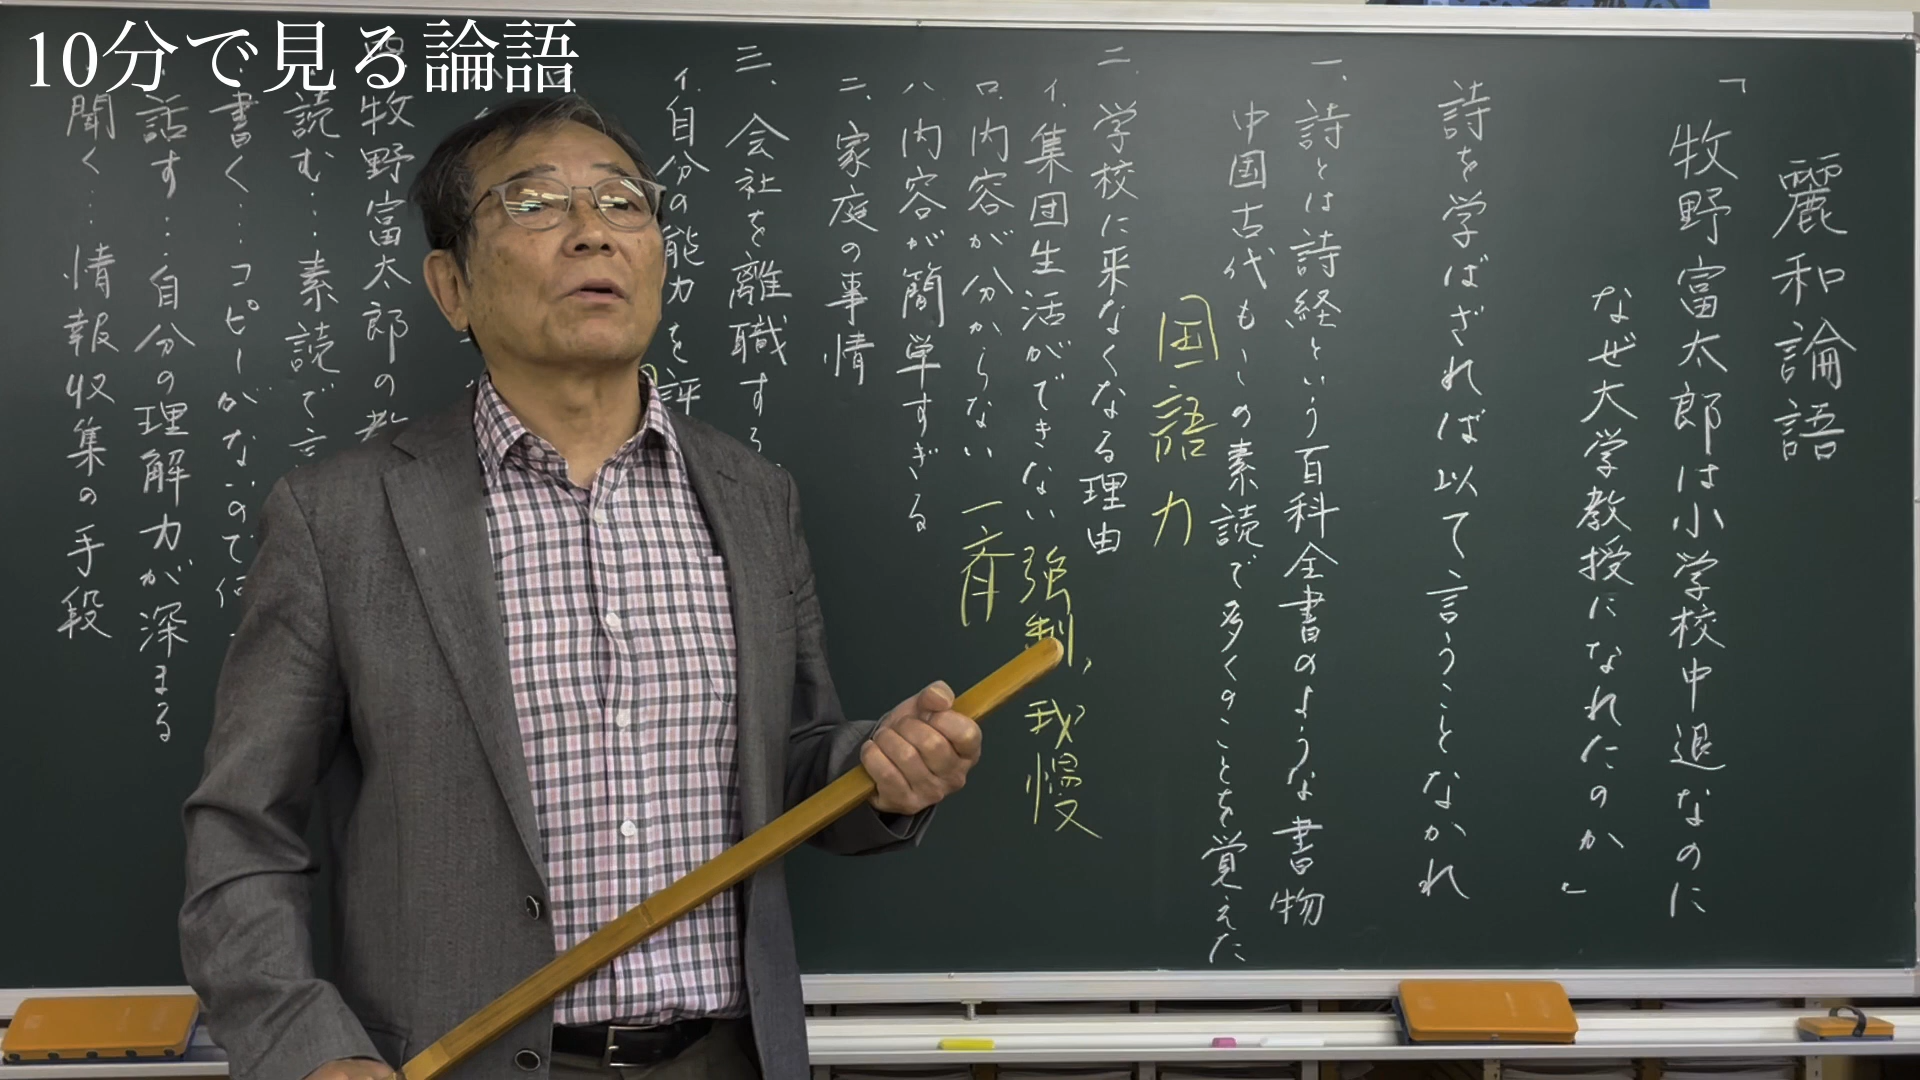 10分で見る論語
麗和論語
「牧野富太郎は小学校中退なのに
なぜ大学教授になれたのか」
詩を学ばざれば以て言うことなかれ
一、詩とは詩経という百科全書のような書物
中国古代もこの素読で多くのことを覚えた
国語力
二、学校に来なくなる理由
イ.集団生活ができない 強制、我慢
ロ.内容が分からない 一斉
ハ.内容が簡単すぎる
ニ.家庭の事情
三、会社を離職する
イ.自分の能力を評
牧野富太郎の
読む…素読で言
書く…コピーがないので
話す…自分の理解力が深まる
聞く…情報収集の手段